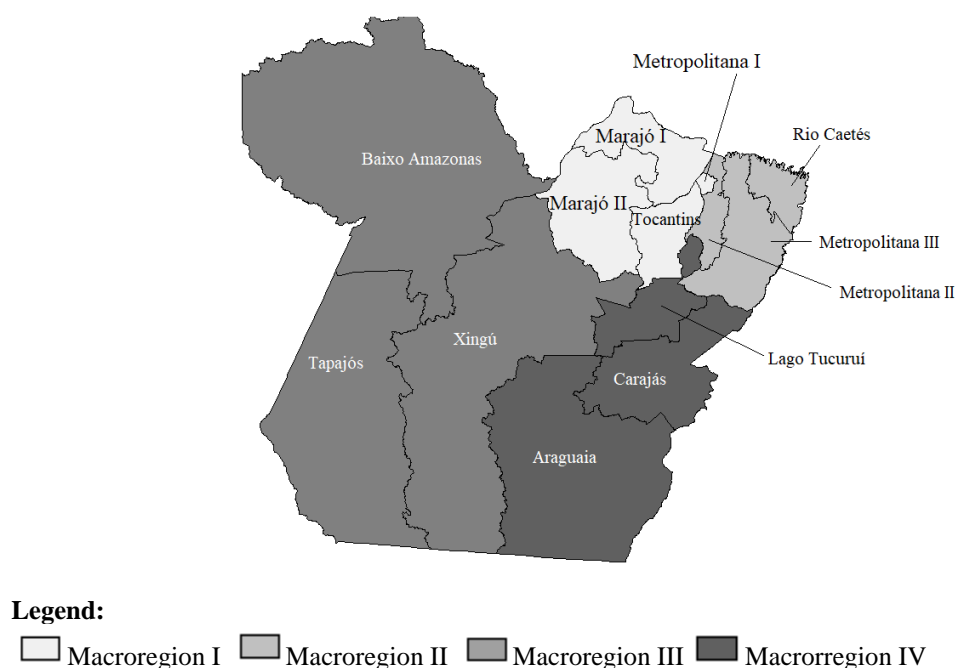 Metropolitana I
Marajó I
Rio Caetés
Baixo Amazonas
Marajó II
Tocantins
Metropolitana III
Metropolitana II
Xingú
Lago Tucuruí
Tapajós
Carajás
Araguaia
Legend:
Macroregion I Macroregion II Macroregion III Macrorregion IV